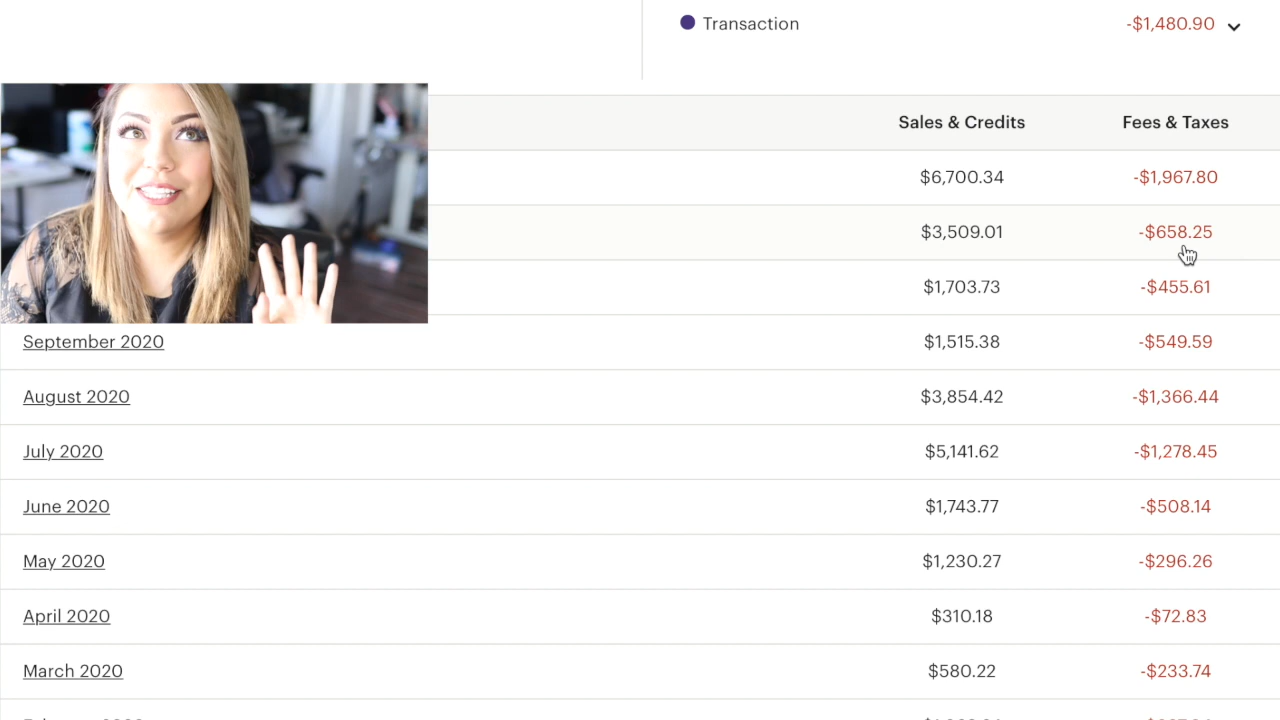 Transaction -$1,480.90
Sales & Credits Fees & Taxes
$6,700.34 -$1,967.80
$3,509.01 -$658.25
$1,703.73 -$455.61
September 2020 $1,515.38 -$549.59
August 2020 $3,854.42 -$1,366.44
July 2020 $5,141.62 -$1,278.45
June 2020 $1,743.77 -$508.14
May 2020 $1,230.27 -$296.26
April 2020 $310.18 -$72.83
March 2020 $580.22 -$233.74